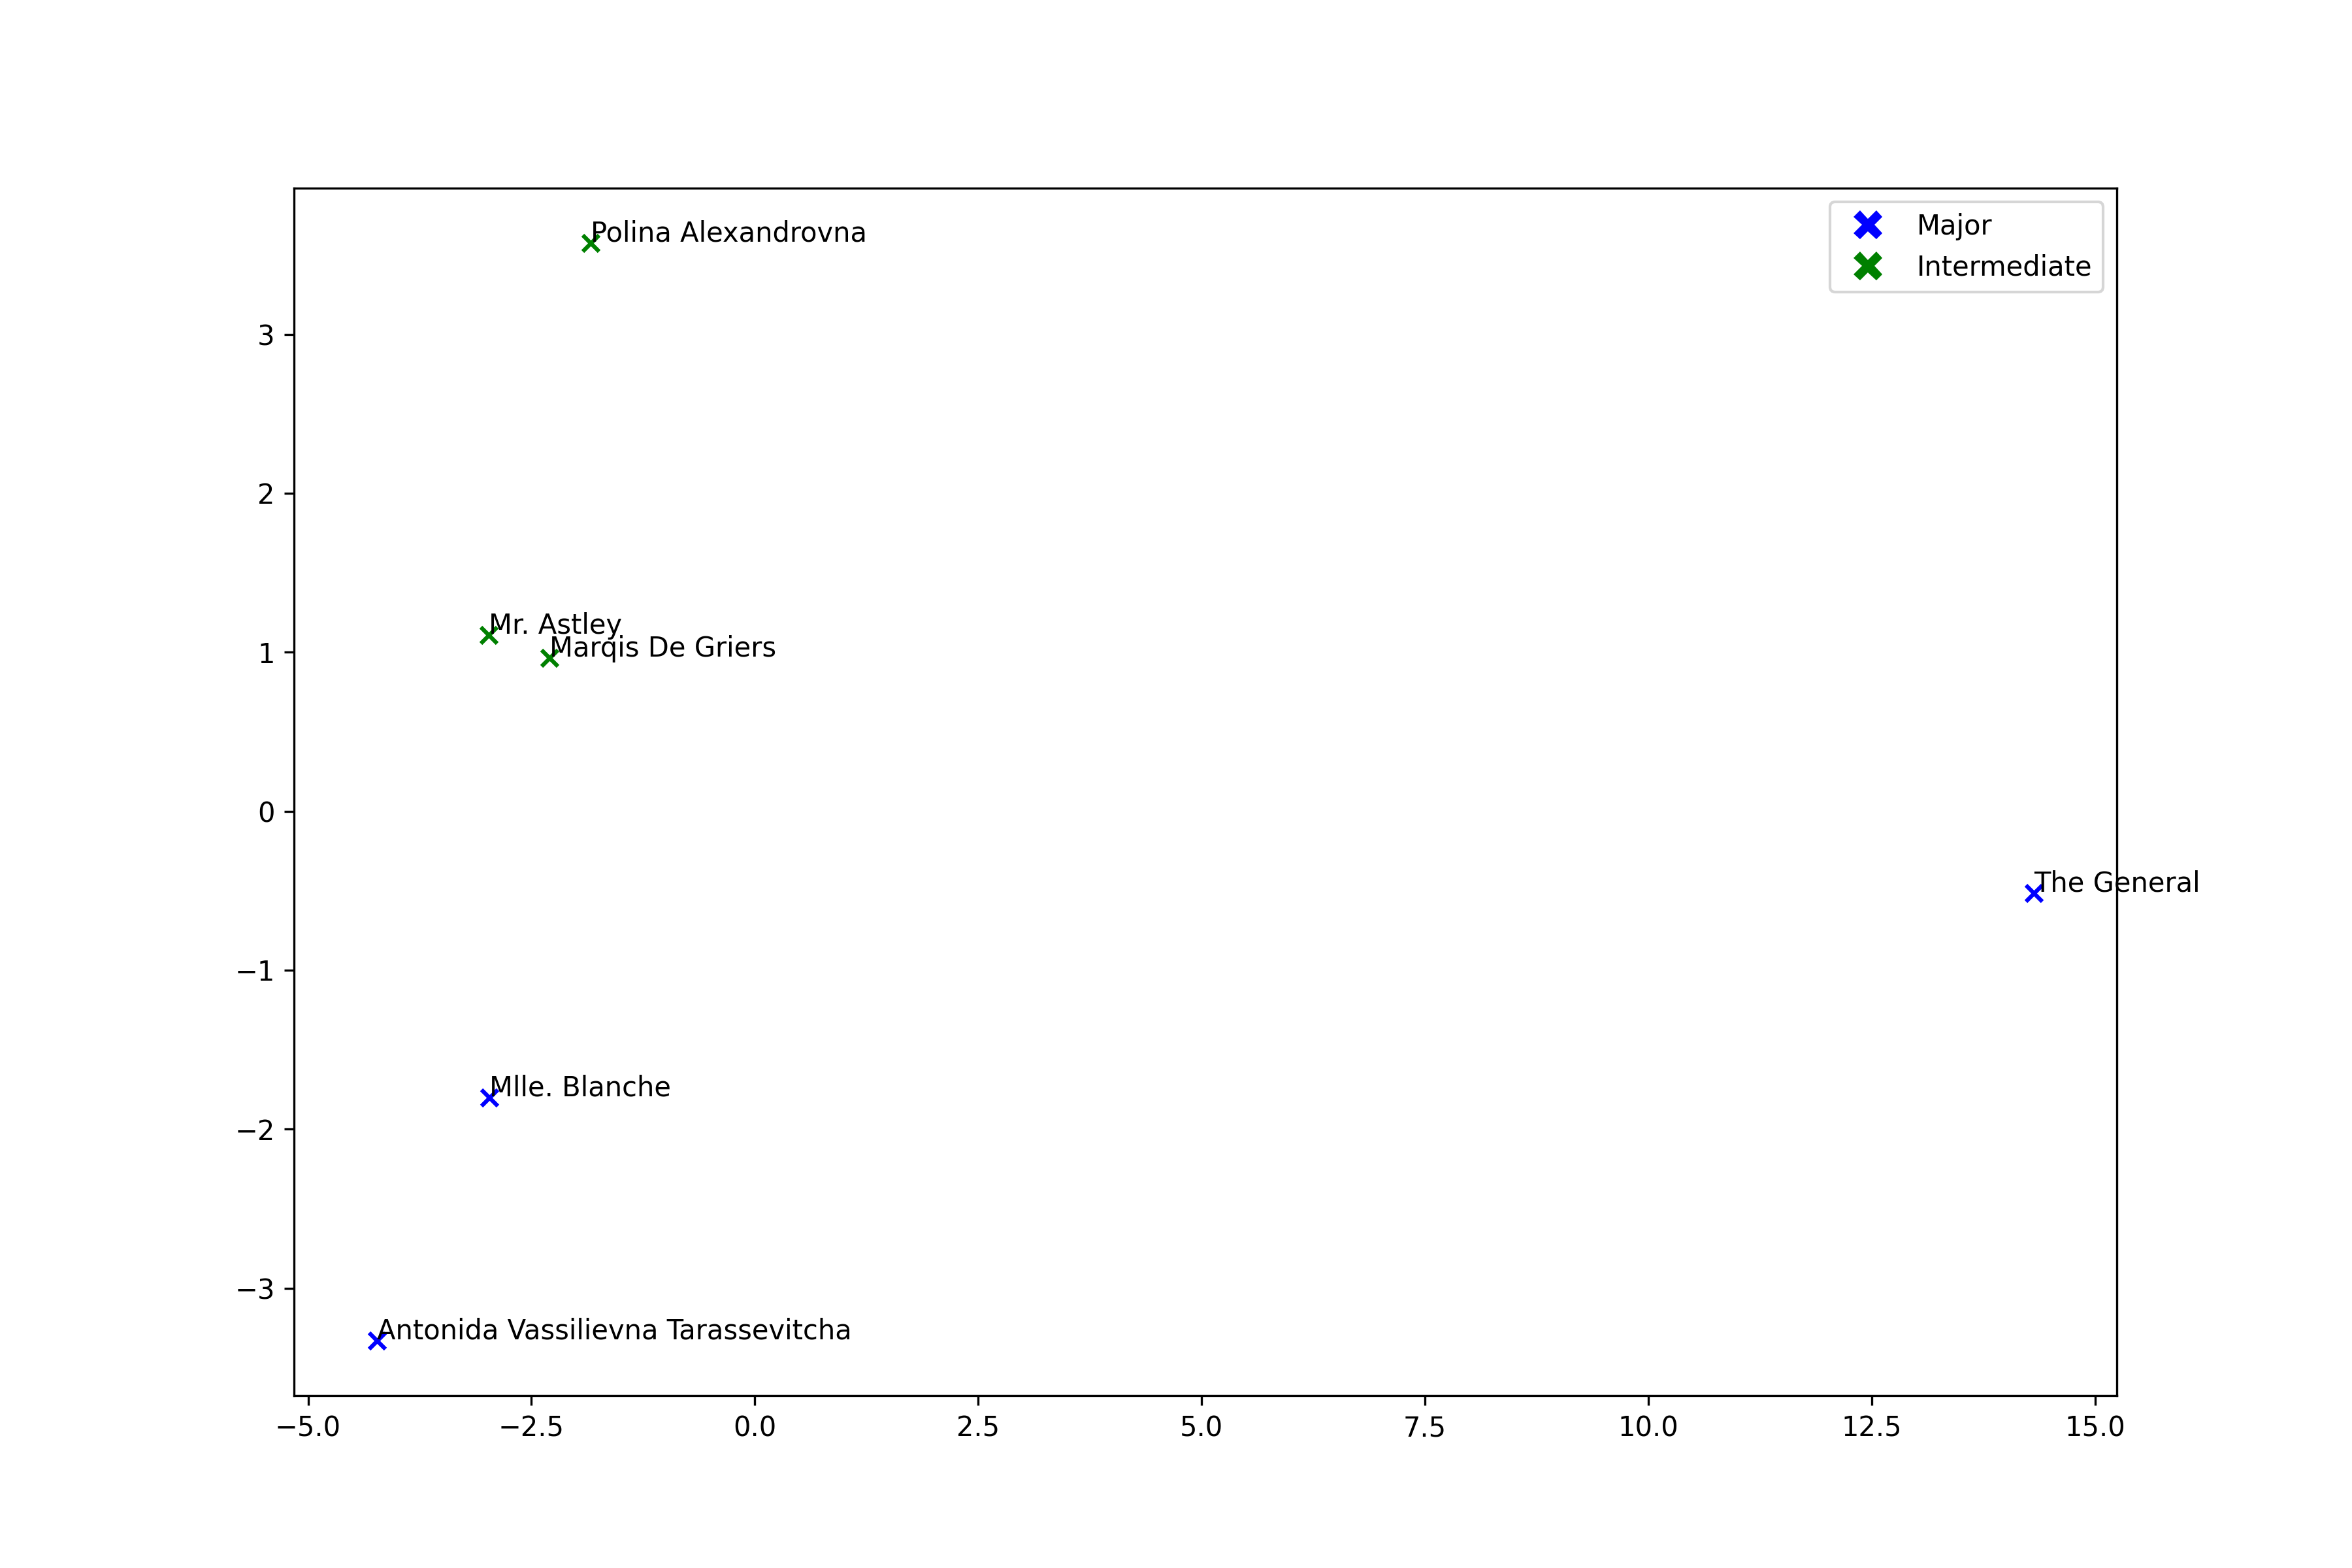 Polina Alexandrovna
Major
Intermediate
3
2
Mr. Astley
Marqis De Griers
1
0
The General
−1
Mlle. Blanche
−2
−3
Antonida Vassilievna Tarassevitcha
−5.0 −2.5 0.0 2.5 5.0 7.5 10.0 12.5 15.0